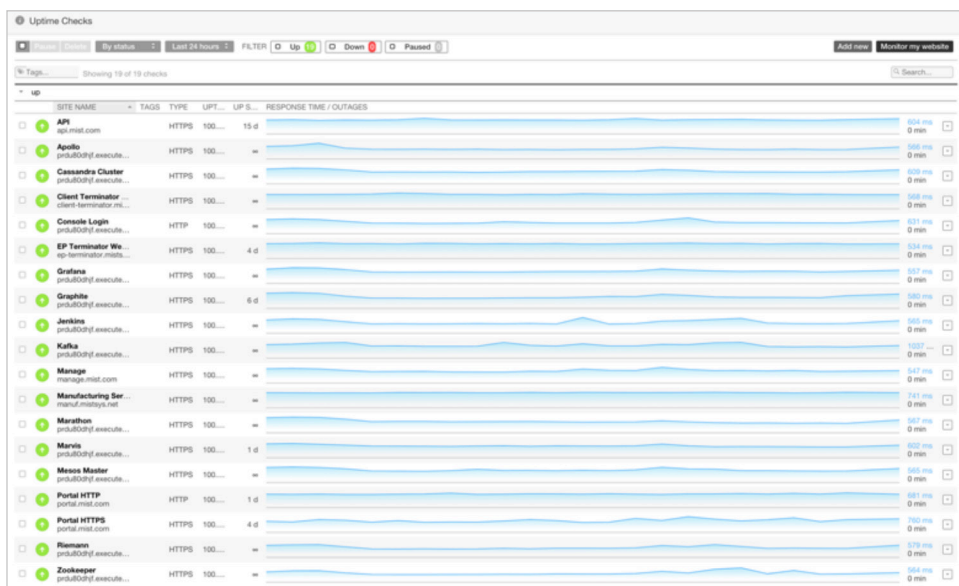 Uptime Checks
Pause Delete By status Last 24 hours FILTER Up 19 Down 0 Paused 0 Add new Monitor my website
Tags... Showing 19 of 19 checks Search...
up
SITE NAME TAGS TYPE UPT... UP S... RESPONSE TIME / OUTAGES
API HTTPS 100.... 15 d 604 ms
api.mist.com 0 min
Apollo HTTPS 100.... ∞ 566 ms
prdu80dhjf.execute... 0 min
Cassandra Cluster HTTPS 100.... ∞ 609 ms
prdu80dhjf.execute... 0 min
Client Terminator ... HTTPS 100.... ∞ 568 ms
client-terminator.mi... 0 min
Console Login HTTP 100.... ∞ 631 ms
prdu80dhjf.execute... 0 min
EP Terminator We... HTTPS 100.... 4 d 534 ms
ep-terminator.mists... 0 min
Grafana HTTPS 100.... ∞ 557 ms
prdu80dhjf.execute... 0 min
Graphite HTTPS 100.... 6 d 580 ms
prdu80dhjf.execute... 0 min
Jenkins HTTPS 100.... ∞ 565 ms
prdu80dhjf.execute... 0 min
Kafka HTTPS 100.... ∞ 1037 ...
prdu80dhjf.execute... 0 min
Manage HTTPS 100.... ∞ 547 ms
manage.mist.com 0 min
Manufacturing Ser... HTTPS 100.... ∞ 741 ms
manuf.mistsys.net 0 min
Marathon HTTPS 100.... ∞ 567 ms
prdu80dhjf.execute... 0 min
Marvis HTTPS 100.... 1 d 602 ms
prdu80dhjf.execute... 0 min
Mesos Master HTTPS 100.... ∞ 565 ms
prdu80dhjf.execute... 0 min
Portal HTTP HTTP 100.... 1 d 681 ms
portal.mist.com 0 min
Portal HTTPS HTTPS 100.... 4 d 760 ms
portal.mist.com 0 min
Riemann HTTPS 100.... ∞ 579 ms
prdu80dhjf.execute... 0 min
Zookeeper HTTPS 100.... ∞ 564 ms
prdu80dhjf.execute... 0 min